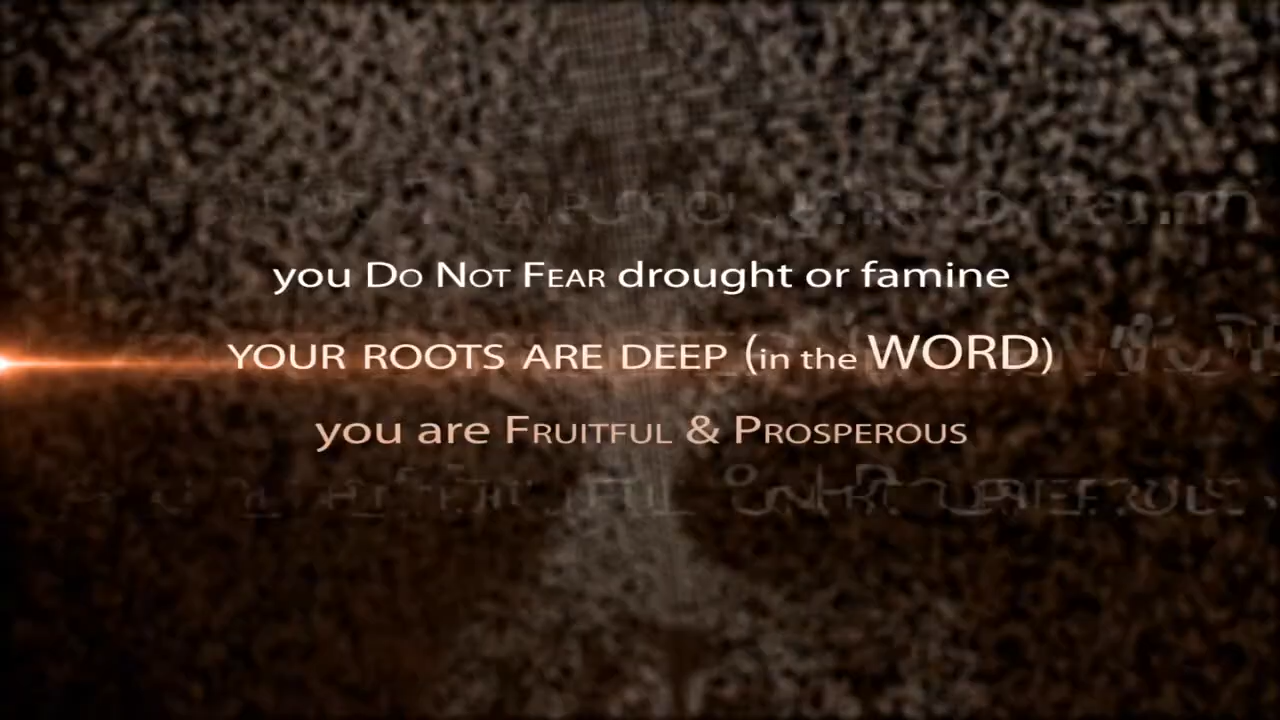 you Do Not Fear drought or famine
YOUR ROOTS ARE DEEP (in the WORD)
you are Fruitful & Prosperous